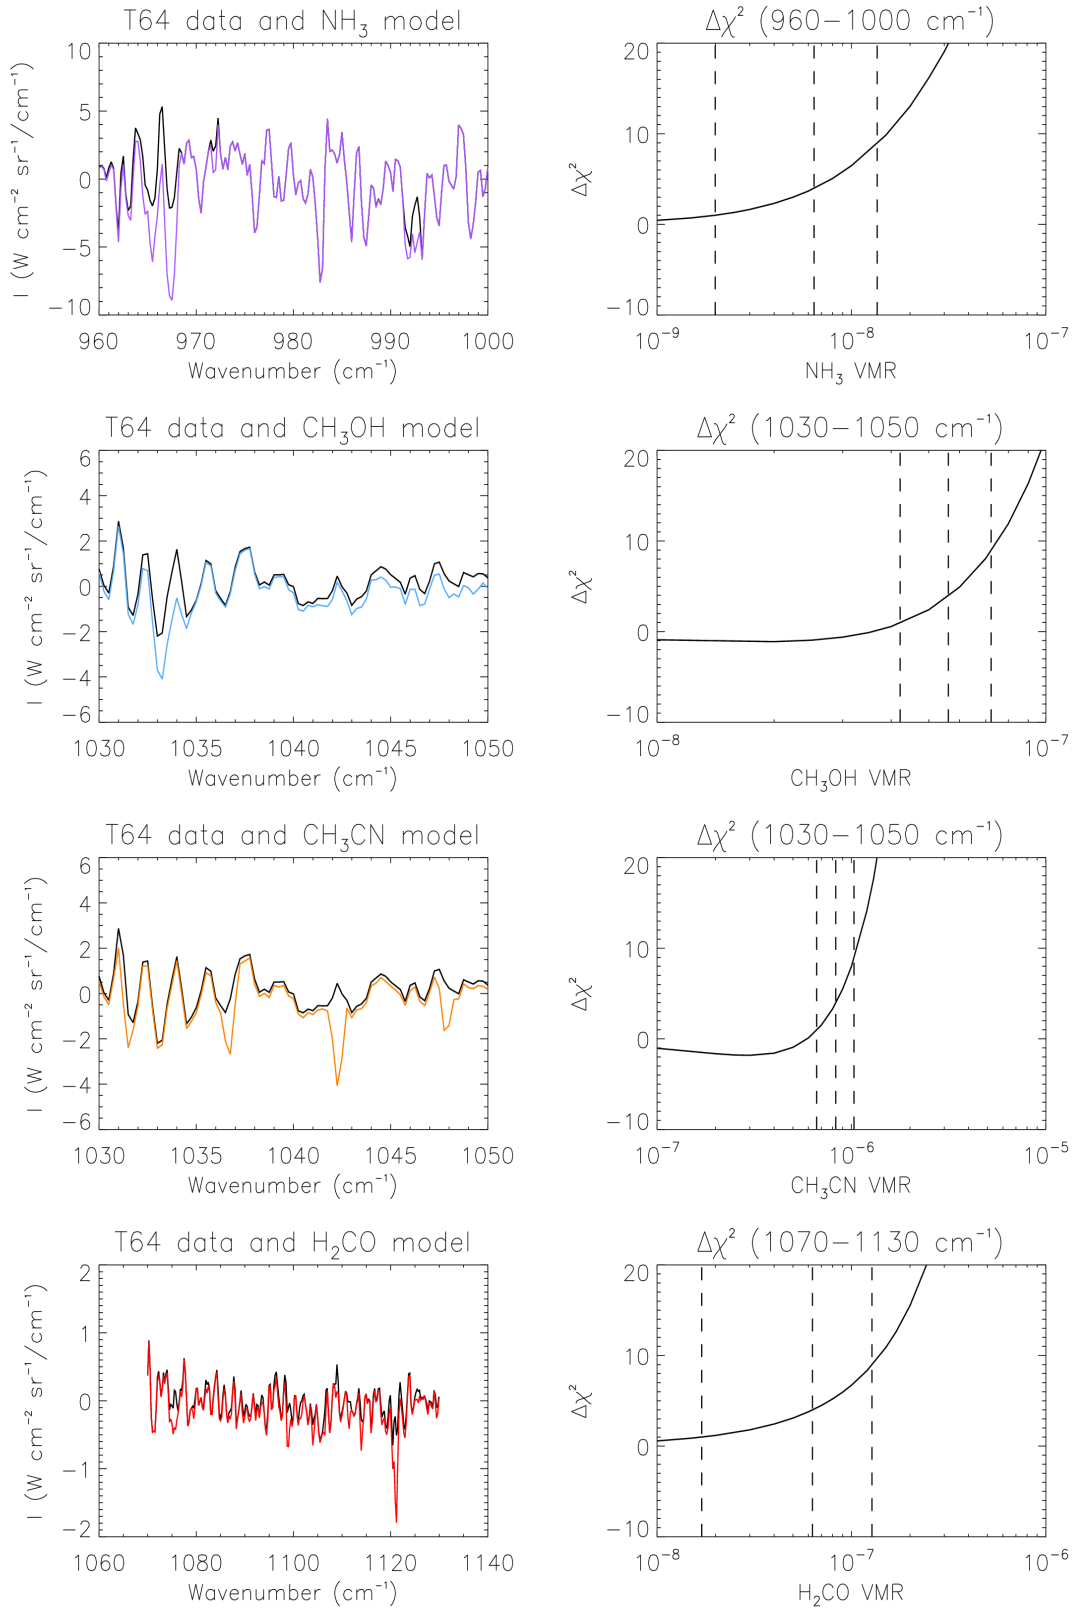 T64 data and NH₃ model
Δχ² (960−1000 cm⁻¹)
I (W cm⁻² sr⁻¹/cm⁻¹)
10
5
0
−5
−10
960 970 980 990 1000
Wavenumber (cm⁻¹)
Δχ²
20
10
0
−10
10⁻⁹ 10⁻⁸ 10⁻⁷
NH₃ VMR
T64 data and CH₃OH model
Δχ² (1030−1050 cm⁻¹)
I (W cm⁻² sr⁻¹/cm⁻¹)
6
4
2
0
−2
−4
−6
1030 1035 1040 1045 1050
Wavenumber (cm⁻¹)
Δχ²
20
10
0
−10
10⁻⁸ 10⁻⁷
CH₃OH VMR
T64 data and CH₃CN model
Δχ² (1030−1050 cm⁻¹)
I (W cm⁻² sr⁻¹/cm⁻¹)
6
4
2
0
−2
−4
−6
1030 1035 1040 1045 1050
Wavenumber (cm⁻¹)
Δχ²
20
10
0
−10
10⁻⁷ 10⁻⁶ 10⁻⁵
CH₃CN VMR
T64 data and H₂CO model
Δχ² (1070−1130 cm⁻¹)
I (W cm⁻² sr⁻¹/cm⁻¹)
2
1
0
−1
−2
1060 1080 1100 1120 1140
Wavenumber (cm⁻¹)
Δχ²
20
10
0
−10
10⁻⁸ 10⁻⁷ 10⁻⁶
H₂CO VMR